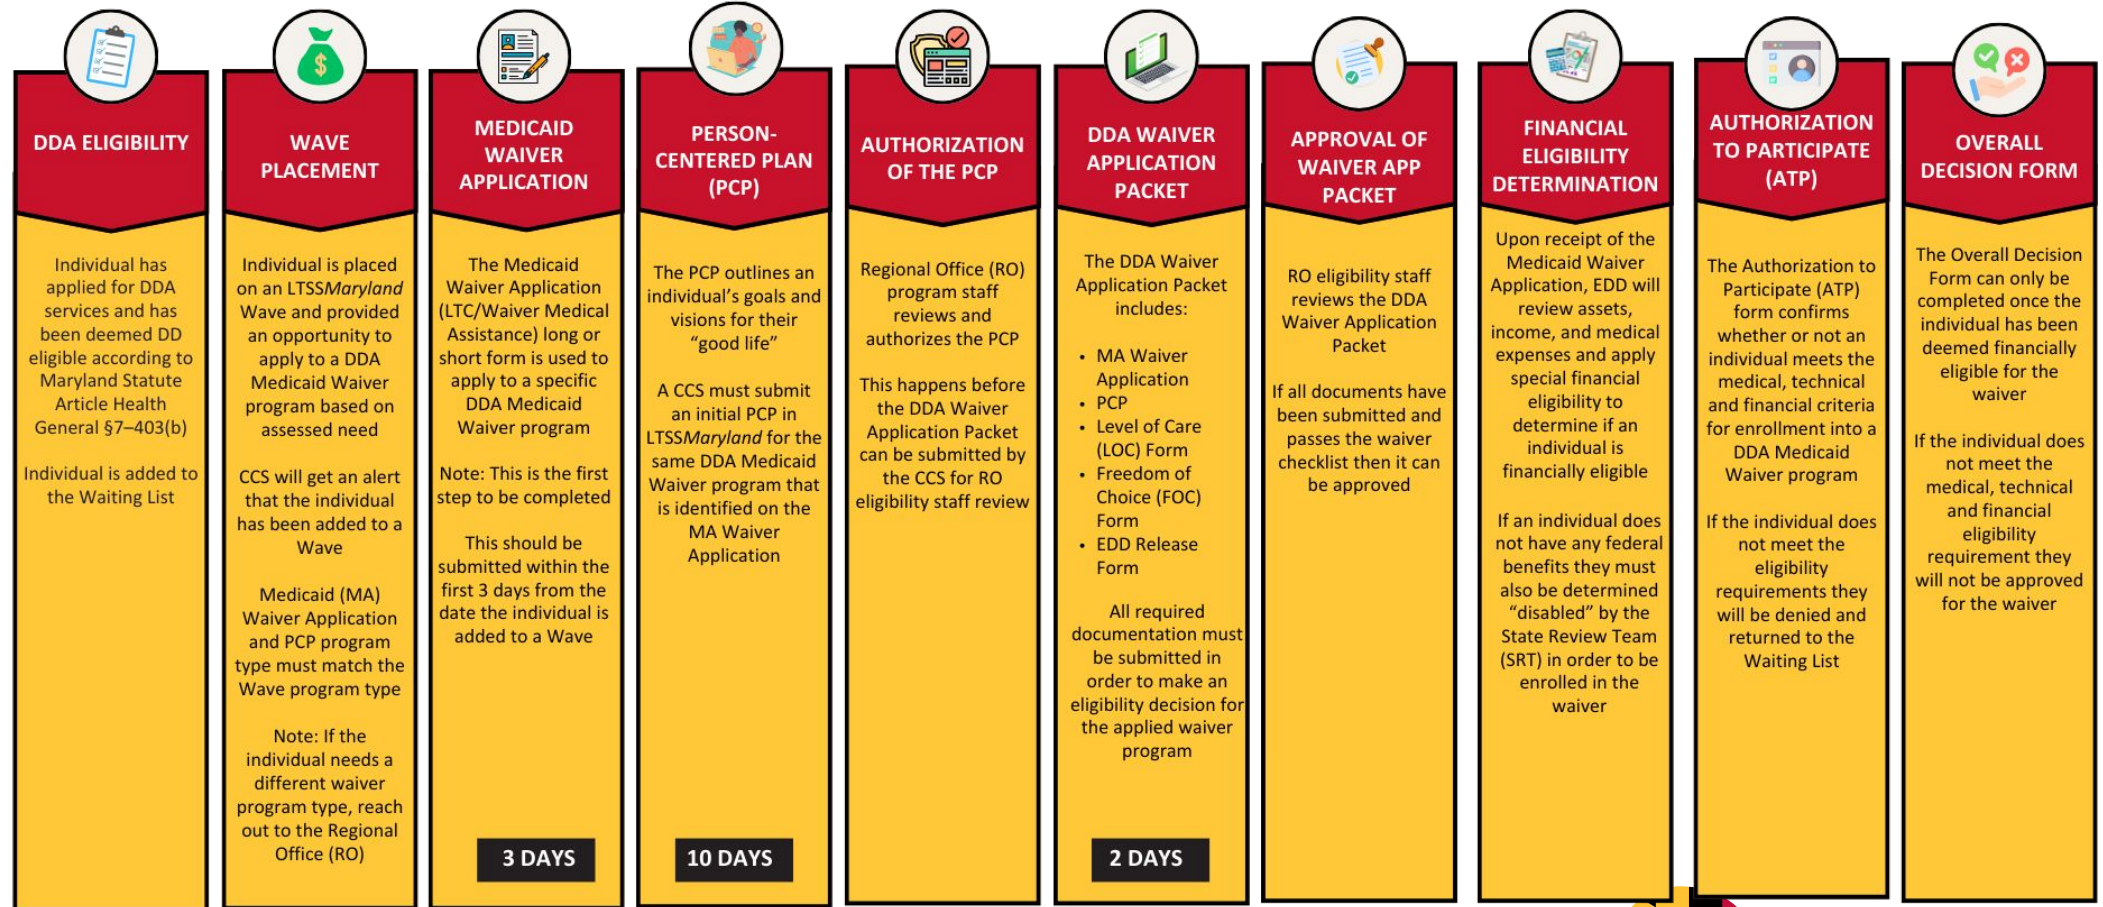 DDA ELIGIBILITY
Individual has
applied for DDA
services and has
been deemed DD
eligible according to
Maryland Statute
Article Health
General §7–403(b)
Individual is added to
the Waiting List
WAVE
PLACEMENT
Individual is placed
on an LTSSMaryland
Wave and provided
an opportunity to
apply to a DDA
Medicaid Waiver
program based on
assessed need
CCS will get an alert
that the individual
has been added to a
Wave
Medicaid (MA)
Waiver Application
and PCP program
type must match the
Wave program type
Note: If the
individual needs a
different waiver
program type, reach
out to the Regional
Office (RO)
MEDICAID
WAIVER
APPLICATION
The Medicaid
Waiver Application
(LTC/Waiver Medical
Assistance) long or
short form is used to
apply to a specific
DDA Medicaid
Waiver program
Note: This is the first
step to be completed
This should be
submitted within the
first 3 days from the
date the individual is
added to a Wave
3 DAYS
PERSON-
CENTERED PLAN
(PCP)
The PCP outlines an
individual’s goals and
visions for their
“good life”
A CCS must submit
an initial PCP in
LTSSMaryland for the
same DDA Medicaid
Waiver program that
is identified on the
MA Waiver
Application
10 DAYS
AUTHORIZATION
OF THE PCP
Regional Office (RO)
program staff
reviews and
authorizes the PCP
This happens before
the DDA Waiver
Application Packet
can be submitted by
the CCS for RO
eligibility staff review
DDA WAIVER
APPLICATION
PACKET
The DDA Waiver
Application Packet
includes:
• MA Waiver
Application
• PCP
• Level of Care
(LOC) Form
• Freedom of
Choice (FOC)
Form
• EDD Release
Form
All required
documentation must
be submitted in
order to make an
eligibility decision for
the applied waiver
program
2 DAYS
APPROVAL OF
WAIVER APP
PACKET
RO eligibility staff
reviews the DDA
Waiver Application
Packet
If all documents have
been submitted and
passes the waiver
checklist then it can
be approved
FINANCIAL
ELIGIBILITY
DETERMINATION
Upon receipt of the
Medicaid Waiver
Application, EDD will
review assets,
income, and medical
expenses and apply
special financial
eligibility to
determine if an
individual is
financially eligible
If an individual does
not have any federal
benefits they must
also be determined
“disabled” by the
State Review Team
(SRT) in order to be
enrolled in the
waiver
AUTHORIZATION
TO PARTICIPATE
(ATP)
The Authorization to
Participate (ATP)
form confirms
whether or not an
individual meets the
medical, technical
and financial criteria
for enrollment into a
DDA Medicaid
Waiver program
If the individual does
not meet the
eligibility
requirements they
will be denied and
returned to the
Waiting List
OVERALL
DECISION FORM
The Overall Decision
Form can only be
completed once the
individual has been
deemed financially
eligible for the
waiver
If the individual does
not meet the
medical, technical
and financial
eligibility
requirement they
will not be approved
for the waiver